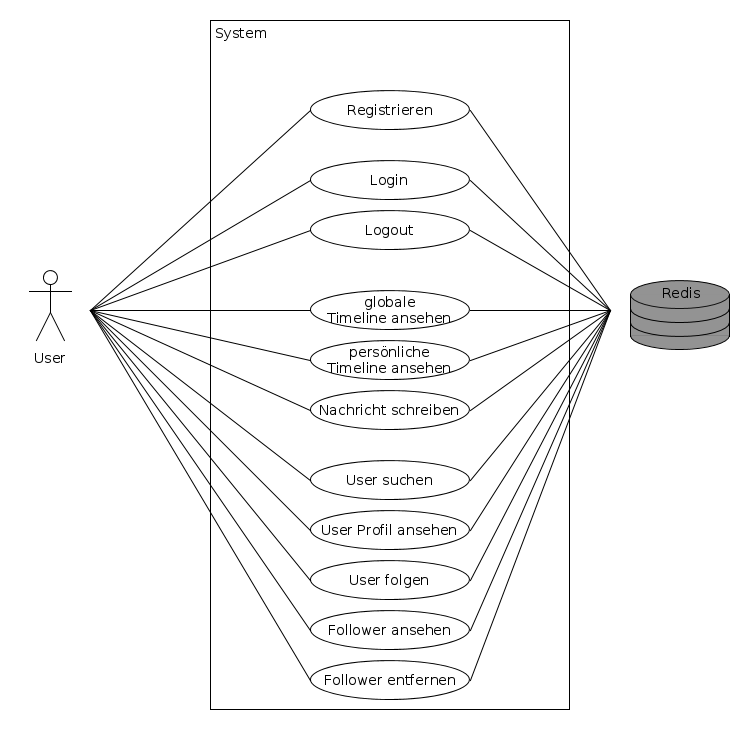 System
Registrieren
Login
Logout
globale
Timeline ansehen
persönliche
Timeline ansehen
Nachricht schreiben
User suchen
User Profil ansehen
User folgen
Follower ansehen
Follower entfernen
User
Redis